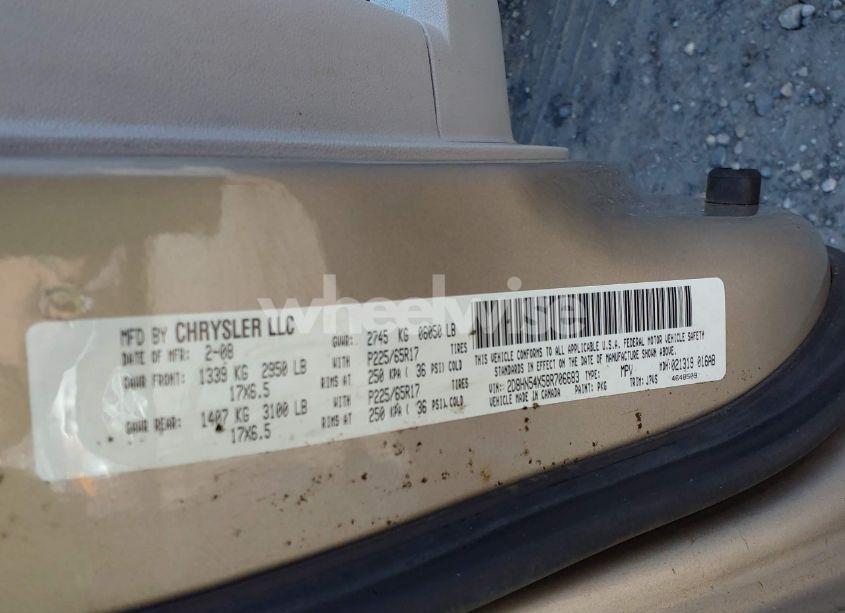 wheelwise
MFD BY CHRYSLER LLC
DATE OF MFR: 2-08 GVWR: 2745 KG 06050 LB
GAWR FRONT: 1339 KG 2950 LB WITH P225/65R17 TIRES
17X6.5 RIMS AT 250 KPA ( 36 PSI) COLD
GAWR REAR: 1407 KG 3100 LB WITH P225/65R17 TIRES
17X6.5 RIMS AT 250 KPA ( 36 PSI) COLD
THIS VEHICLE CONFORMS TO ALL APPLICABLE U.S.A. FEDERAL MOTOR VEHICLE SAFETY
STANDARDS IN EFFECT ON THE DATE OF MANUFACTURE SHOWN ABOVE.
VIN: 2D8HN54X58R706683 TYPE: MPV MDH: 021319 016AB
VEHICLE MADE IN CANADA PAINT: PKG TRIM: 4648509